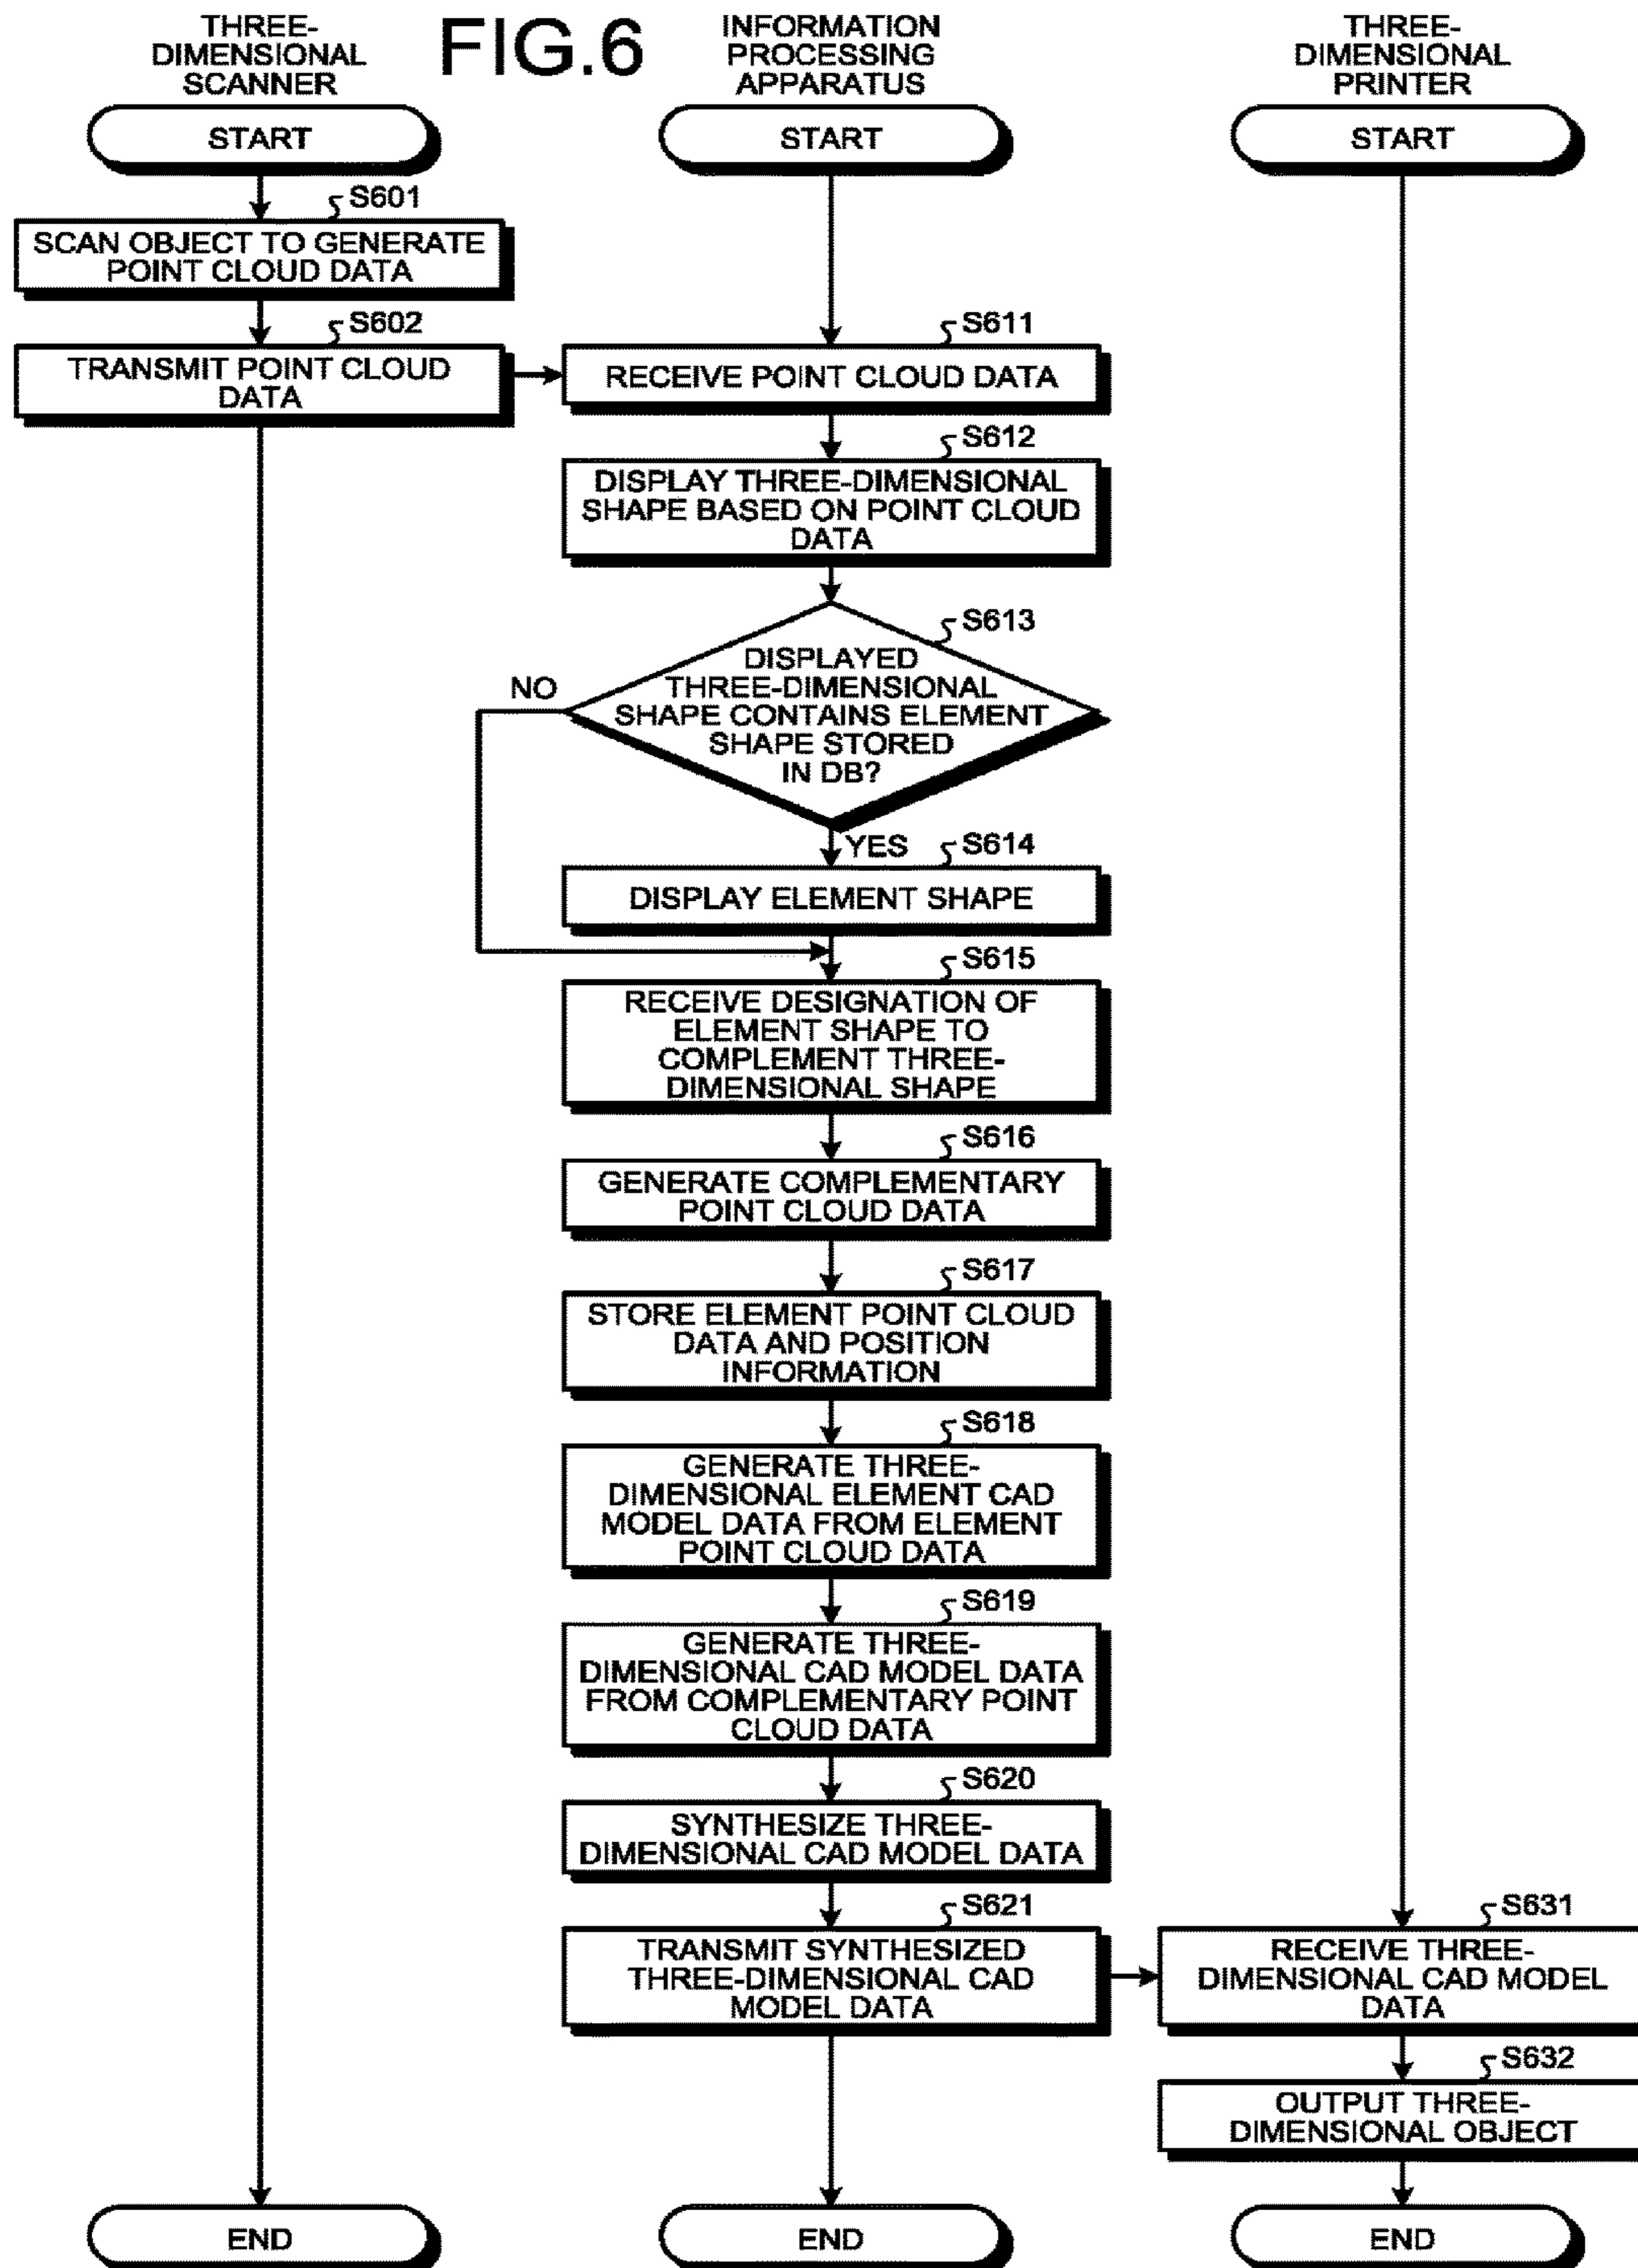 FIG.6
THREE-
DIMENSIONAL
SCANNER
START
S601
SCAN OBJECT TO GENERATE
POINT CLOUD DATA
S602
TRANSMIT POINT CLOUD
DATA
END
INFORMATION
PROCESSING
APPARATUS
START
S611
RECEIVE POINT CLOUD DATA
S612
DISPLAY THREE-DIMENSIONAL
SHAPE BASED ON POINT CLOUD
DATA
S613
DISPLAYED
THREE-DIMENSIONAL
SHAPE CONTAINS ELEMENT
SHAPE STORED
IN DB?
NO
YES
S614
DISPLAY ELEMENT SHAPE
S615
RECEIVE DESIGNATION OF
ELEMENT SHAPE TO
COMPLEMENT THREE-
DIMENSIONAL SHAPE
S616
GENERATE COMPLEMENTARY
POINT CLOUD DATA
S617
STORE ELEMENT POINT CLOUD
DATA AND POSITION
INFORMATION
S618
GENERATE THREE-
DIMENSIONAL ELEMENT CAD
MODEL DATA FROM ELEMENT
POINT CLOUD DATA
S619
GENERATE THREE-
DIMENSIONAL CAD MODEL DATA
FROM COMPLEMENTARY POINT
CLOUD DATA
S620
SYNTHESIZE THREE-
DIMENSIONAL CAD MODEL DATA
S621
TRANSMIT SYNTHESIZED
THREE-DIMENSIONAL CAD
MODEL DATA
END
THREE-
DIMENSIONAL
PRINTER
START
S631
RECEIVE THREE-
DIMENSIONAL CAD MODEL
DATA
S632
OUTPUT THREE-
DIMENSIONAL OBJECT
END